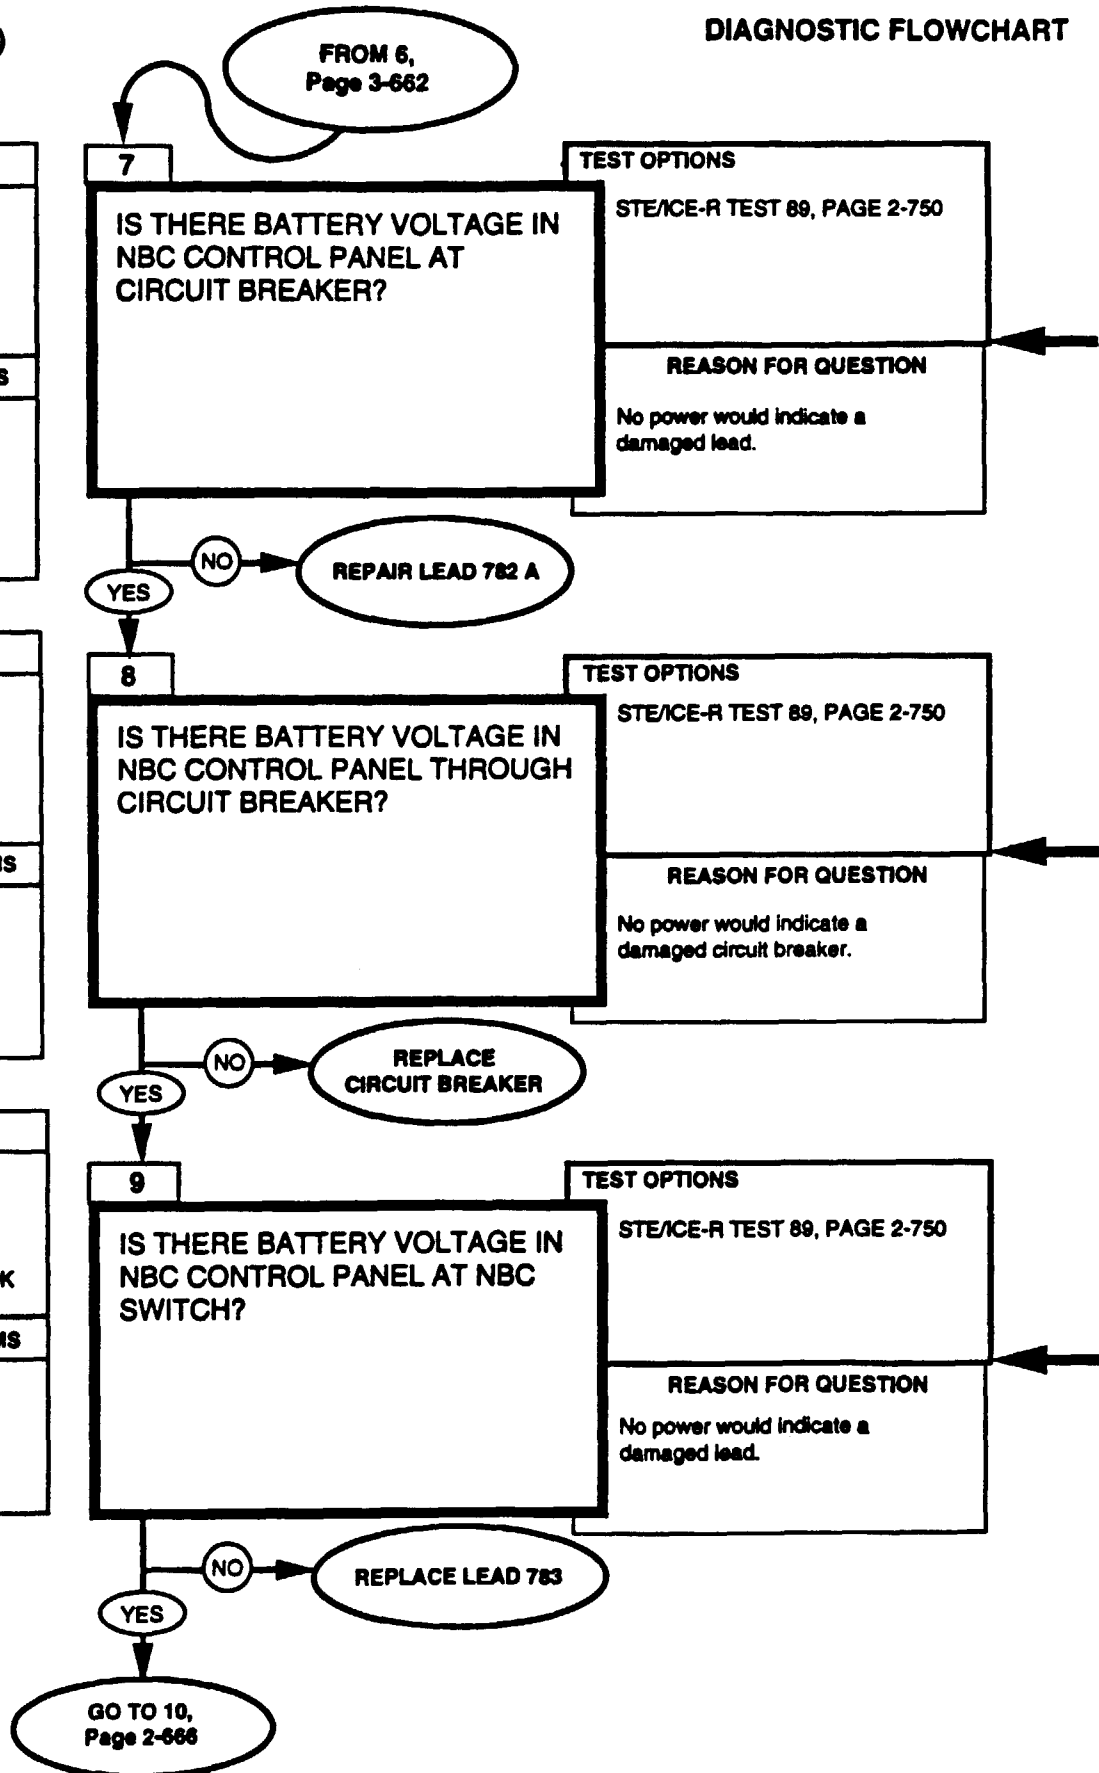 )
DIAGNOSTIC FLOWCHART
FROM 6,
Page 3-662
7
IS THERE BATTERY VOLTAGE IN
NBC CONTROL PANEL AT
CIRCUIT BREAKER?
TEST OPTIONS
STE/ICE-R TEST 89, PAGE 2-750
REASON FOR QUESTION
No power would indicate a
damaged lead.
S
NO
REPAIR LEAD 782 A
YES
8
IS THERE BATTERY VOLTAGE IN
NBC CONTROL PANEL THROUGH
CIRCUIT BREAKER?
TEST OPTIONS
STE/ICE-R TEST 89, PAGE 2-750
REASON FOR QUESTION
No power would indicate a
damaged circuit breaker.
MS
NO
REPLACE
CIRCUIT BREAKER
YES
9
IS THERE BATTERY VOLTAGE IN
NBC CONTROL PANEL AT NBC
SWITCH?
TEST OPTIONS
STE/ICE-R TEST 89, PAGE 2-750
REASON FOR QUESTION
No power would indicate a
damaged lead.
K
MS
NO
REPLACE LEAD 783
YES
GO TO 10,
Page 2-666